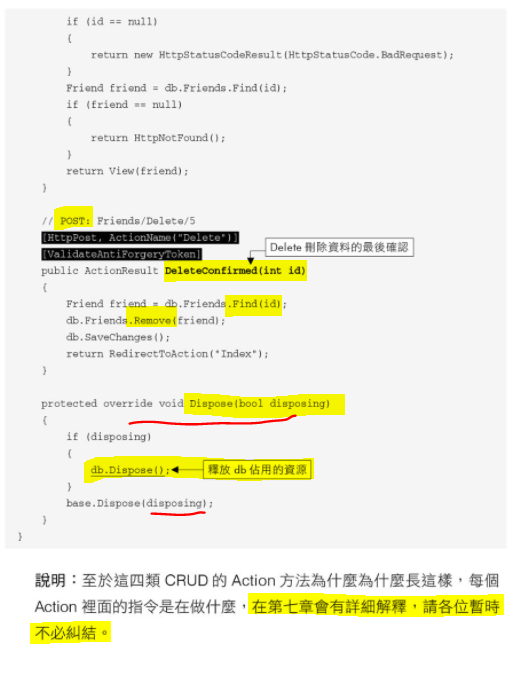 if (id == null)
{
return new HttpStatusCodeResult(HttpStatusCode.BadRequest);
}
Friend friend = db.Friends.Find(id);
if (friend == null)
{
return HttpNotFound();
}
return View(friend);
}
// POST: Friends/Delete/5
[HttpPost, ActionName("Delete")]
[ValidateAntiForgeryToken]
Delete 刪除資料的最後確認
public ActionResult DeleteConfirmed(int id)
{
Friend friend = db.Friends.Find(id);
db.Friends.Remove(friend);
db.SaveChanges();
return RedirectToAction("Index");
}
protected override void Dispose(bool disposing)
{
if (disposing)
{
db.Dispose(); 釋放 db 佔用的資源
}
base.Dispose(disposing);
}
}
說明：至於這四類 CRUD 的 Action 方法為什麼為什麼長這樣，每個
Action 裡面的指令是在做什麼，在第七章會有詳細解釋，請各位暫時
不必糾結。